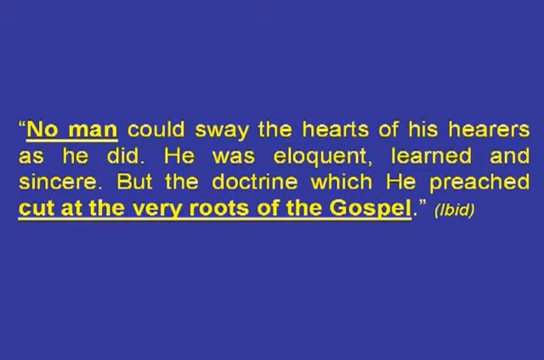 “No man could sway the hearts of his hearers
as he did. He was eloquent, learned and
sincere. But the doctrine which He preached
cut at the very roots of the Gospel.” (Ibid)